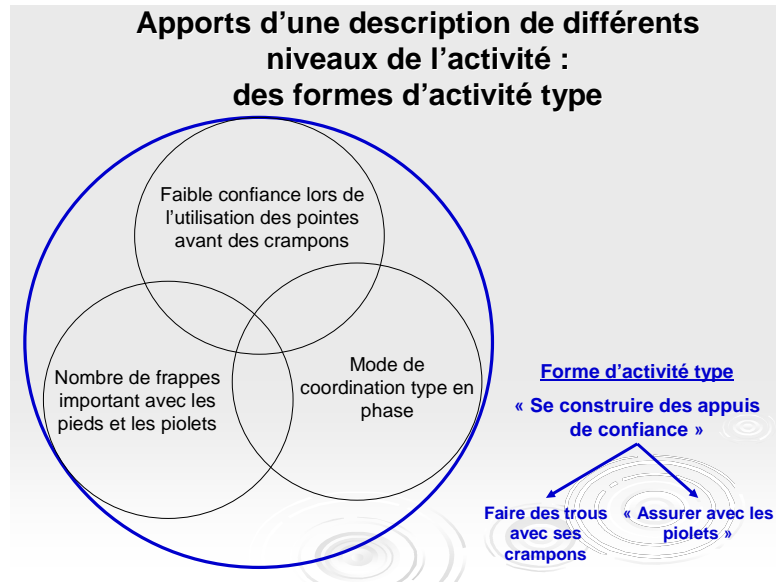 Apports d'une description de différents
niveaux de l'activité :
des formes d'activité type
Faible confiance lors de
l'utilisation des pointes
avant des crampons
Nombre de frappes
important avec les
pieds et les piolets
Mode de
coordination type en
phase
Forme d'activité type
« Se construire des appuis
de confiance »
Faire des trous
avec ses
crampons
« Assurer avec les
piolets »